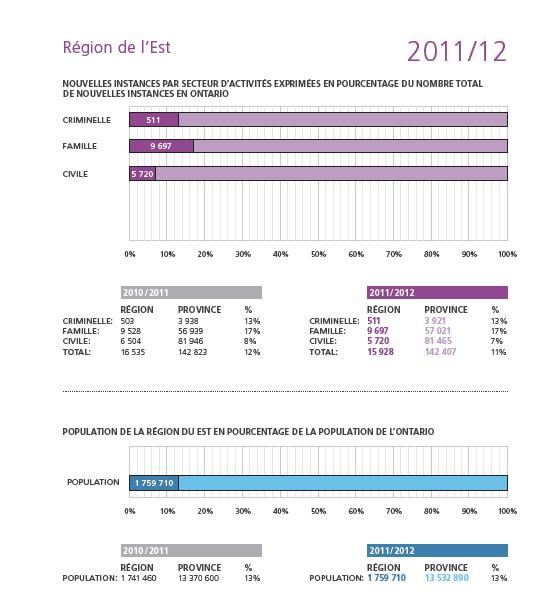 Région de l'Est 2011/12
NOUVELLES INSTANCES PAR SECTEUR D'ACTIVITÉS EXPRIMÉES EN POURCENTAGE DU NOMBRE TOTAL
DE NOUVELLES INSTANCES EN ONTARIO
CRIMINELLE 511
FAMILLE 9 697
CIVILE 5 720
0% 10% 20% 30% 40% 50% 60% 70% 80% 90% 100%
2010/2011 2011/2012
RÉGION PROVINCE % RÉGION PROVINCE %
CRIMINELLE: 503 3 938 13% CRIMINELLE: 511 3 921 13%
FAMILLE: 9 528 56 939 17% FAMILLE: 9 697 57 021 17%
CIVILE: 6 504 81 946 8% CIVILE: 5 720 81 465 7%
TOTAL: 16 535 142 823 12% TOTAL: 15 928 142 407 11%
POPULATION DE LA RÉGION DU EST EN POURCENTAGE DE LA POPULATION DE L'ONTARIO
POPULATION 1 759 710
0% 10% 20% 30% 40% 50% 60% 70% 80% 90% 100%
2010/2011 2011/2012
RÉGION PROVINCE % RÉGION PROVINCE %
POPULATION: 1 741 460 13 370 600 13% POPULATION: 1 759 710 13 532 890 13%